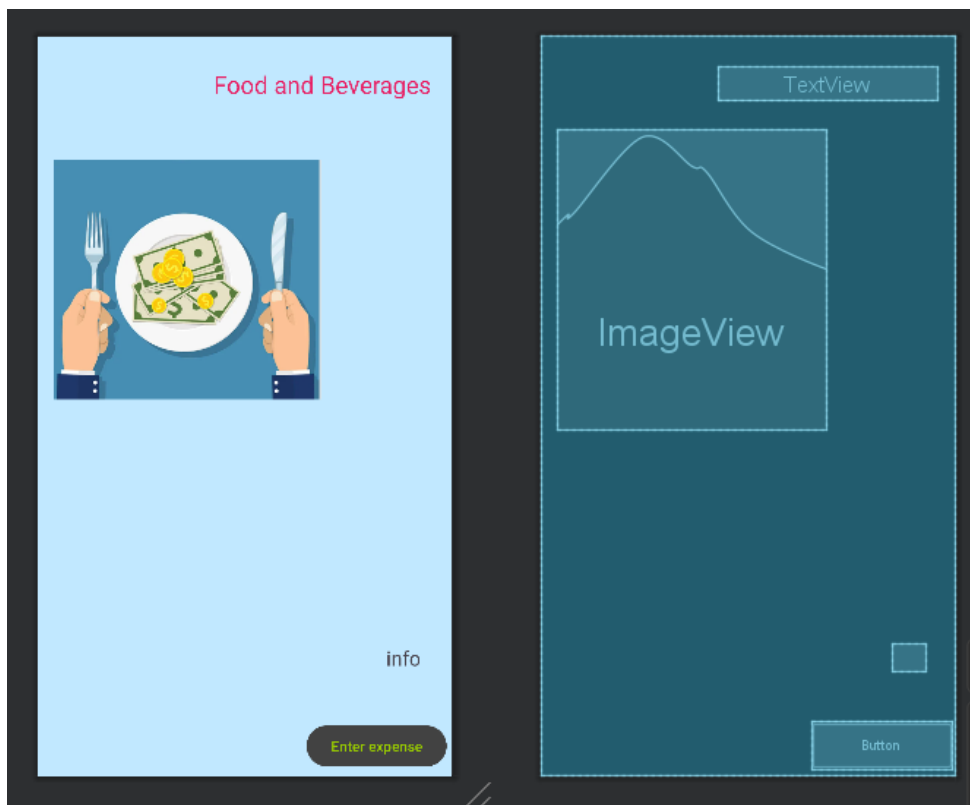 Food and Beverages
info
Enter expense
TextView
ImageView
Button